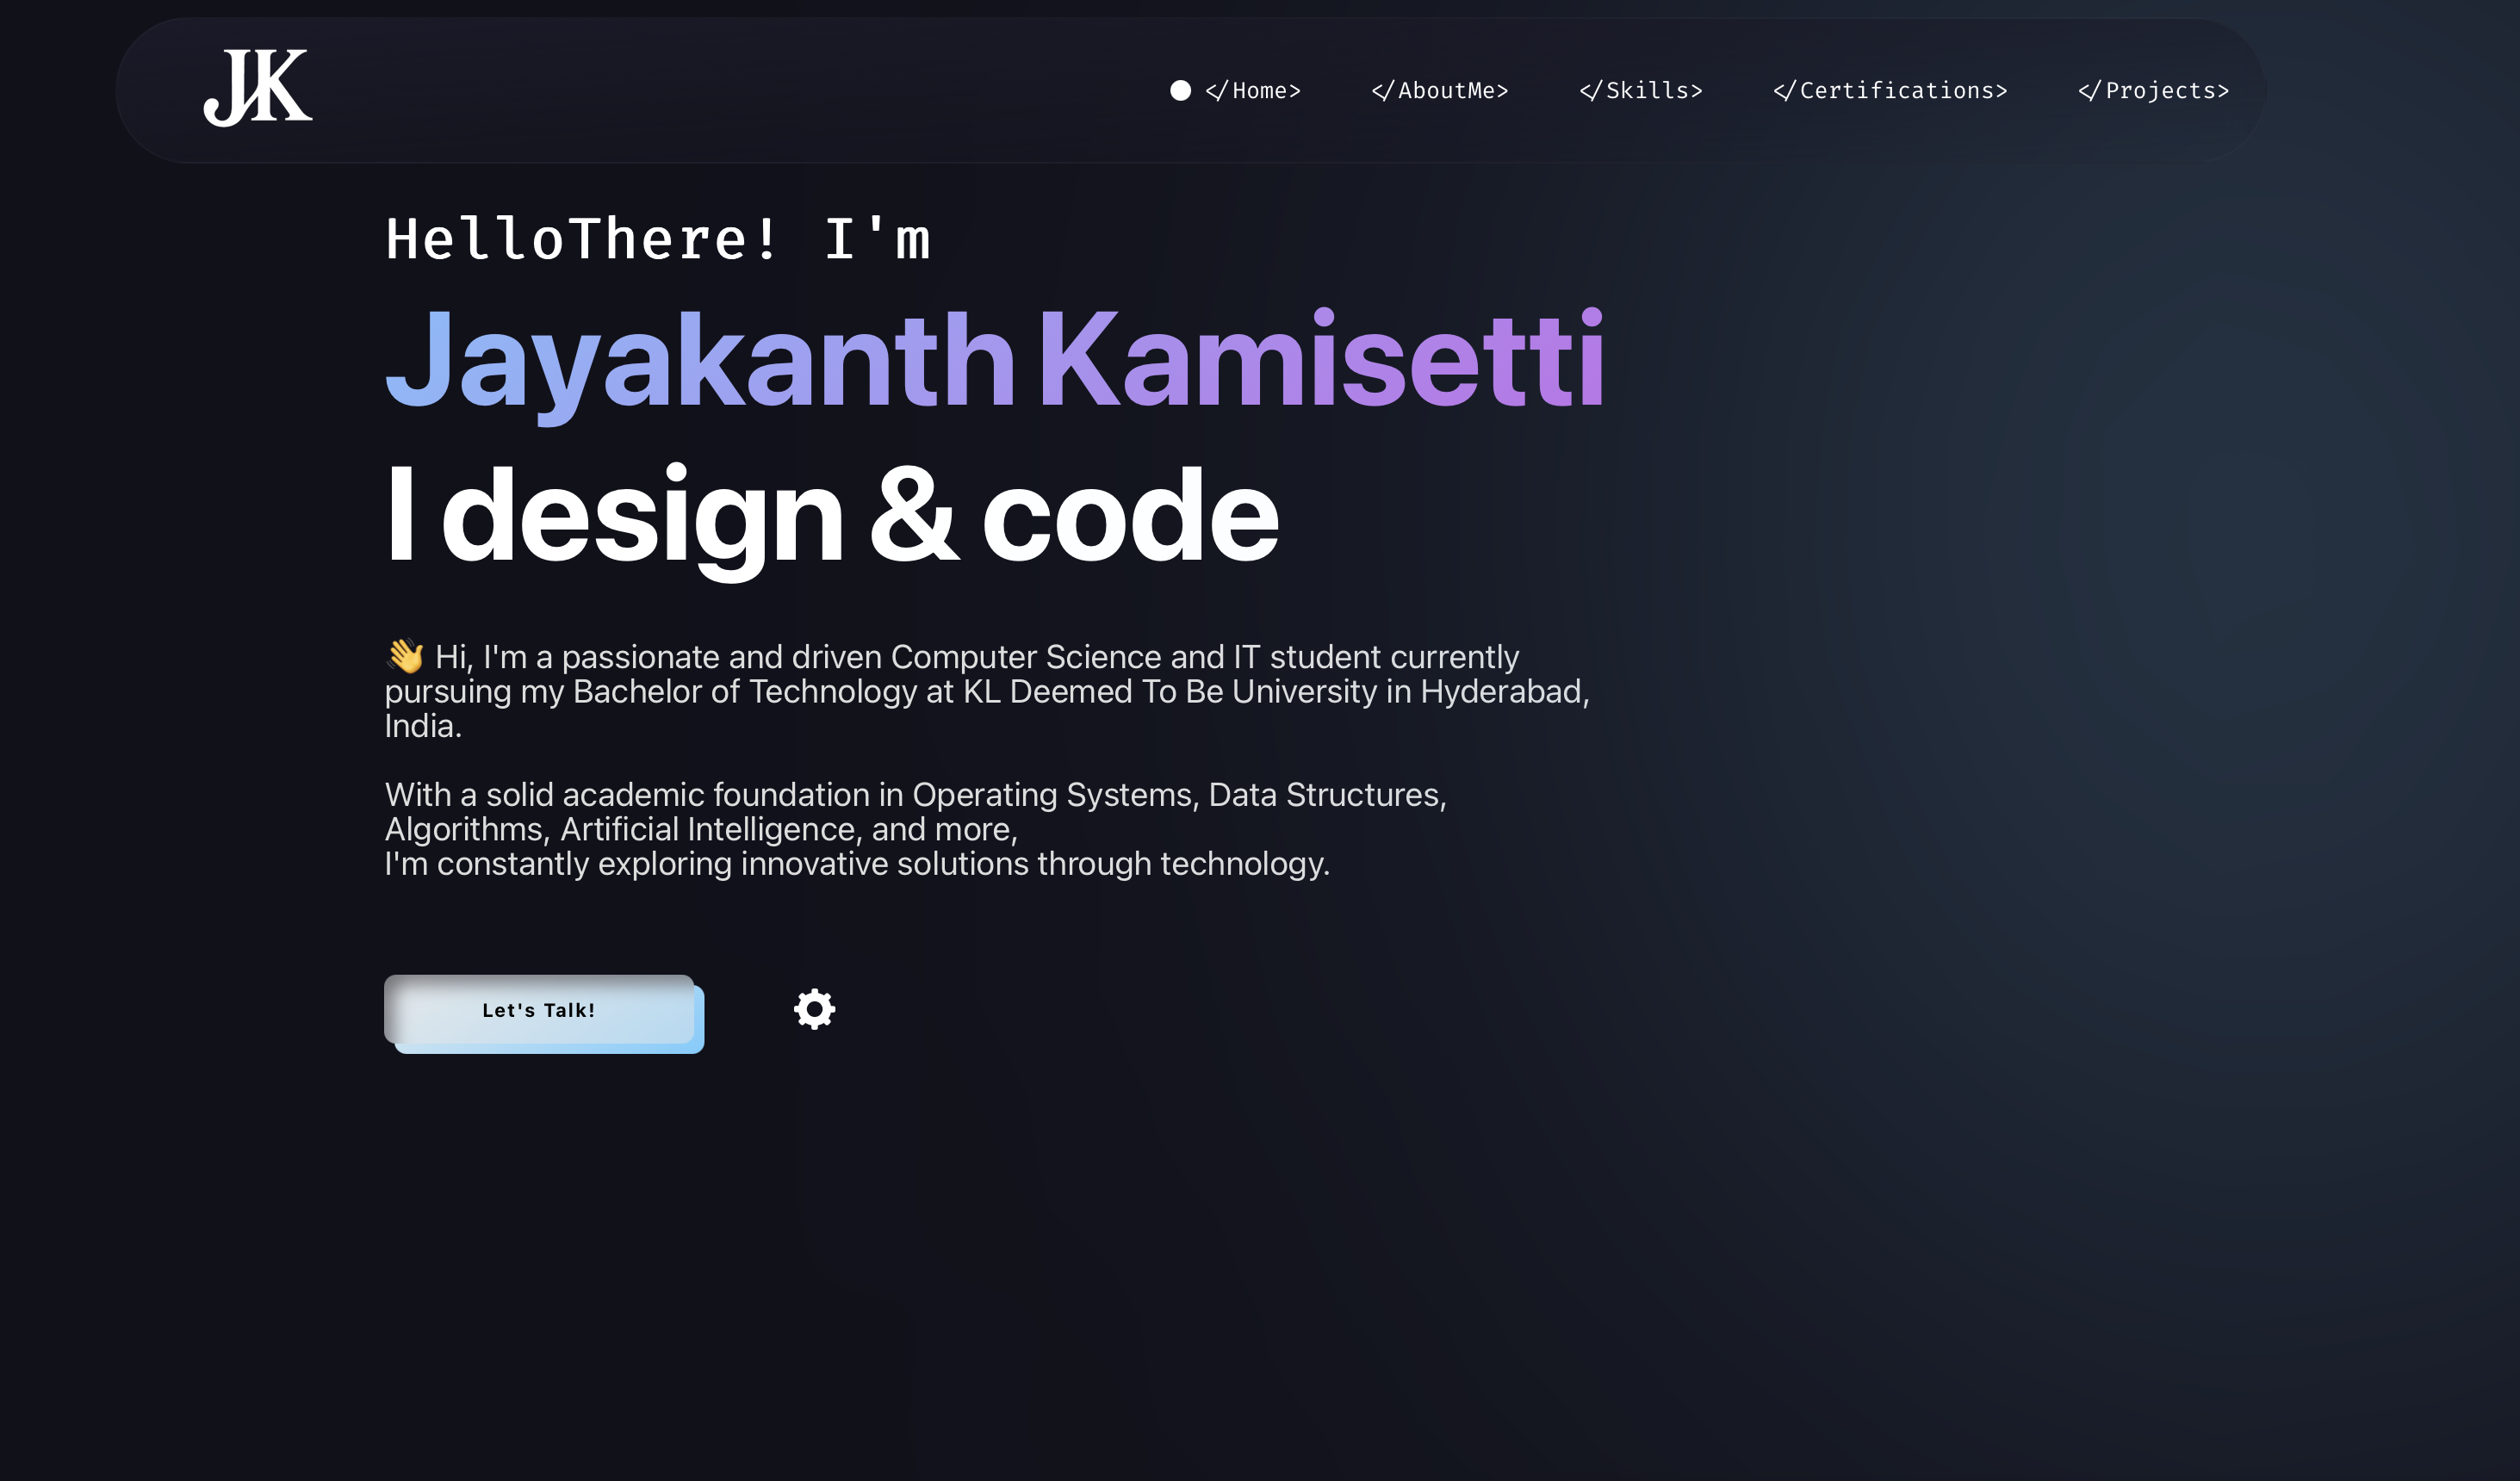 JK
</Home> </AboutMe> </Skills> </Certifications> </Projects>
HelloThere! I'm
Jayakanth Kamisetti
I design & code
👋 Hi, I'm a passionate and driven Computer Science and IT student currently
pursuing my Bachelor of Technology at KL Deemed To Be University in Hyderabad,
India.
With a solid academic foundation in Operating Systems, Data Structures,
Algorithms, Artificial Intelligence, and more,
I'm constantly exploring innovative solutions through technology.
Let's Talk!